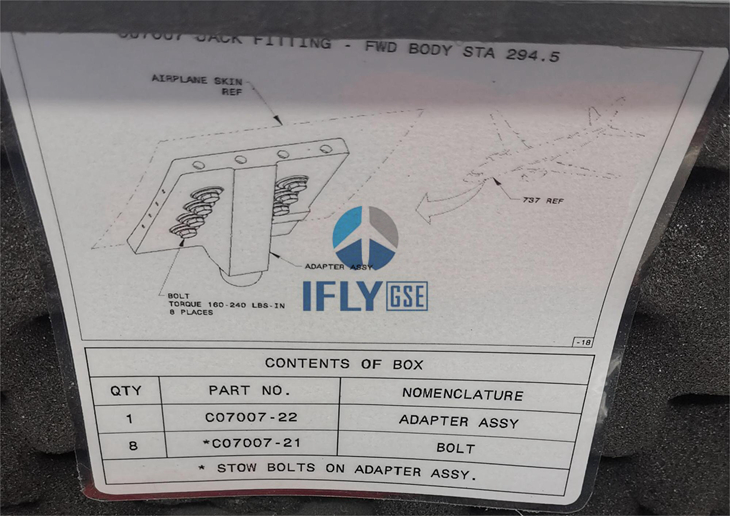 C07007 JACK FITTING - FWD BODY STA 294.5
AIRPLANE SKIN
REF
737 REF
ADAPTER ASSY
BOLT
TORQUE 160-240 LBS-IN
8 PLACES
IFLY GSE
-18
CONTENTS OF BOX
QTY PART NO. NOMENCLATURE
1 C07007-22 ADAPTER ASSY
8 *C07007-21 BOLT
* STOW BOLTS ON ADAPTER ASSY.